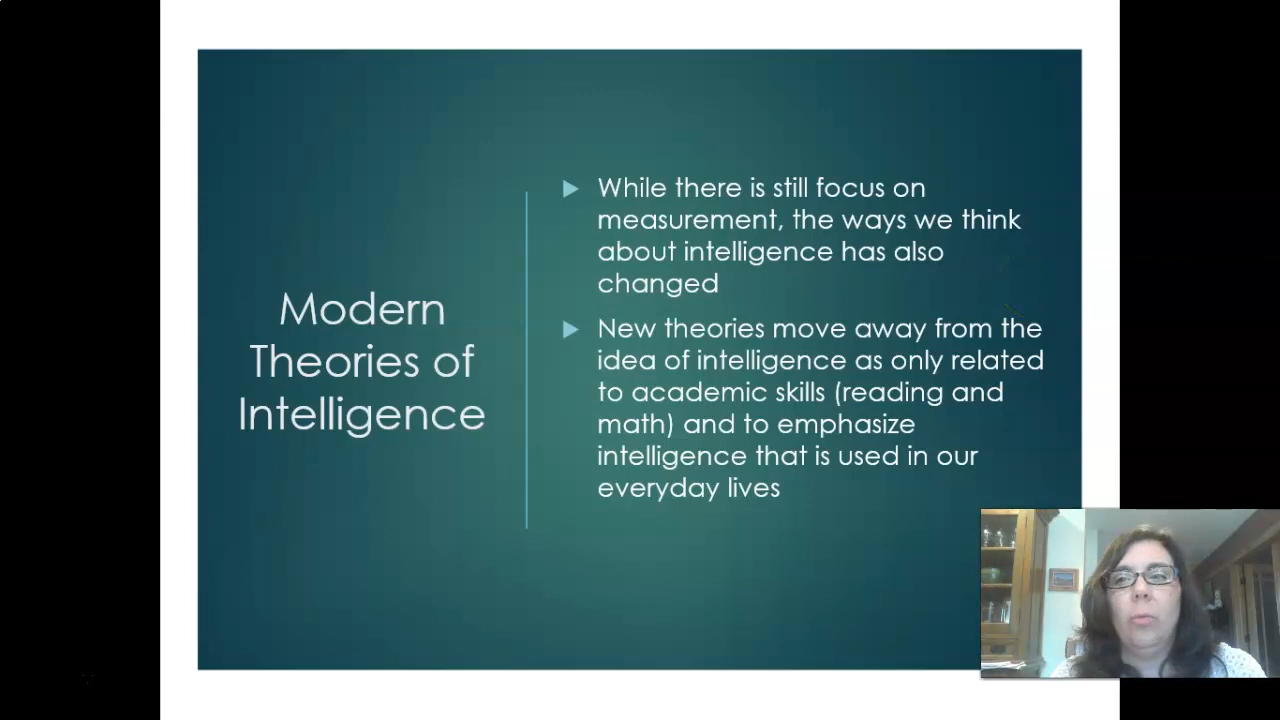 Modern
Theories of
Intelligence
While there is still focus on
measurement, the ways we think
about intelligence has also
changed
New theories move away from the
idea of intelligence as only related
to academic skills (reading and
math) and to emphasize
intelligence that is used in our
everyday lives